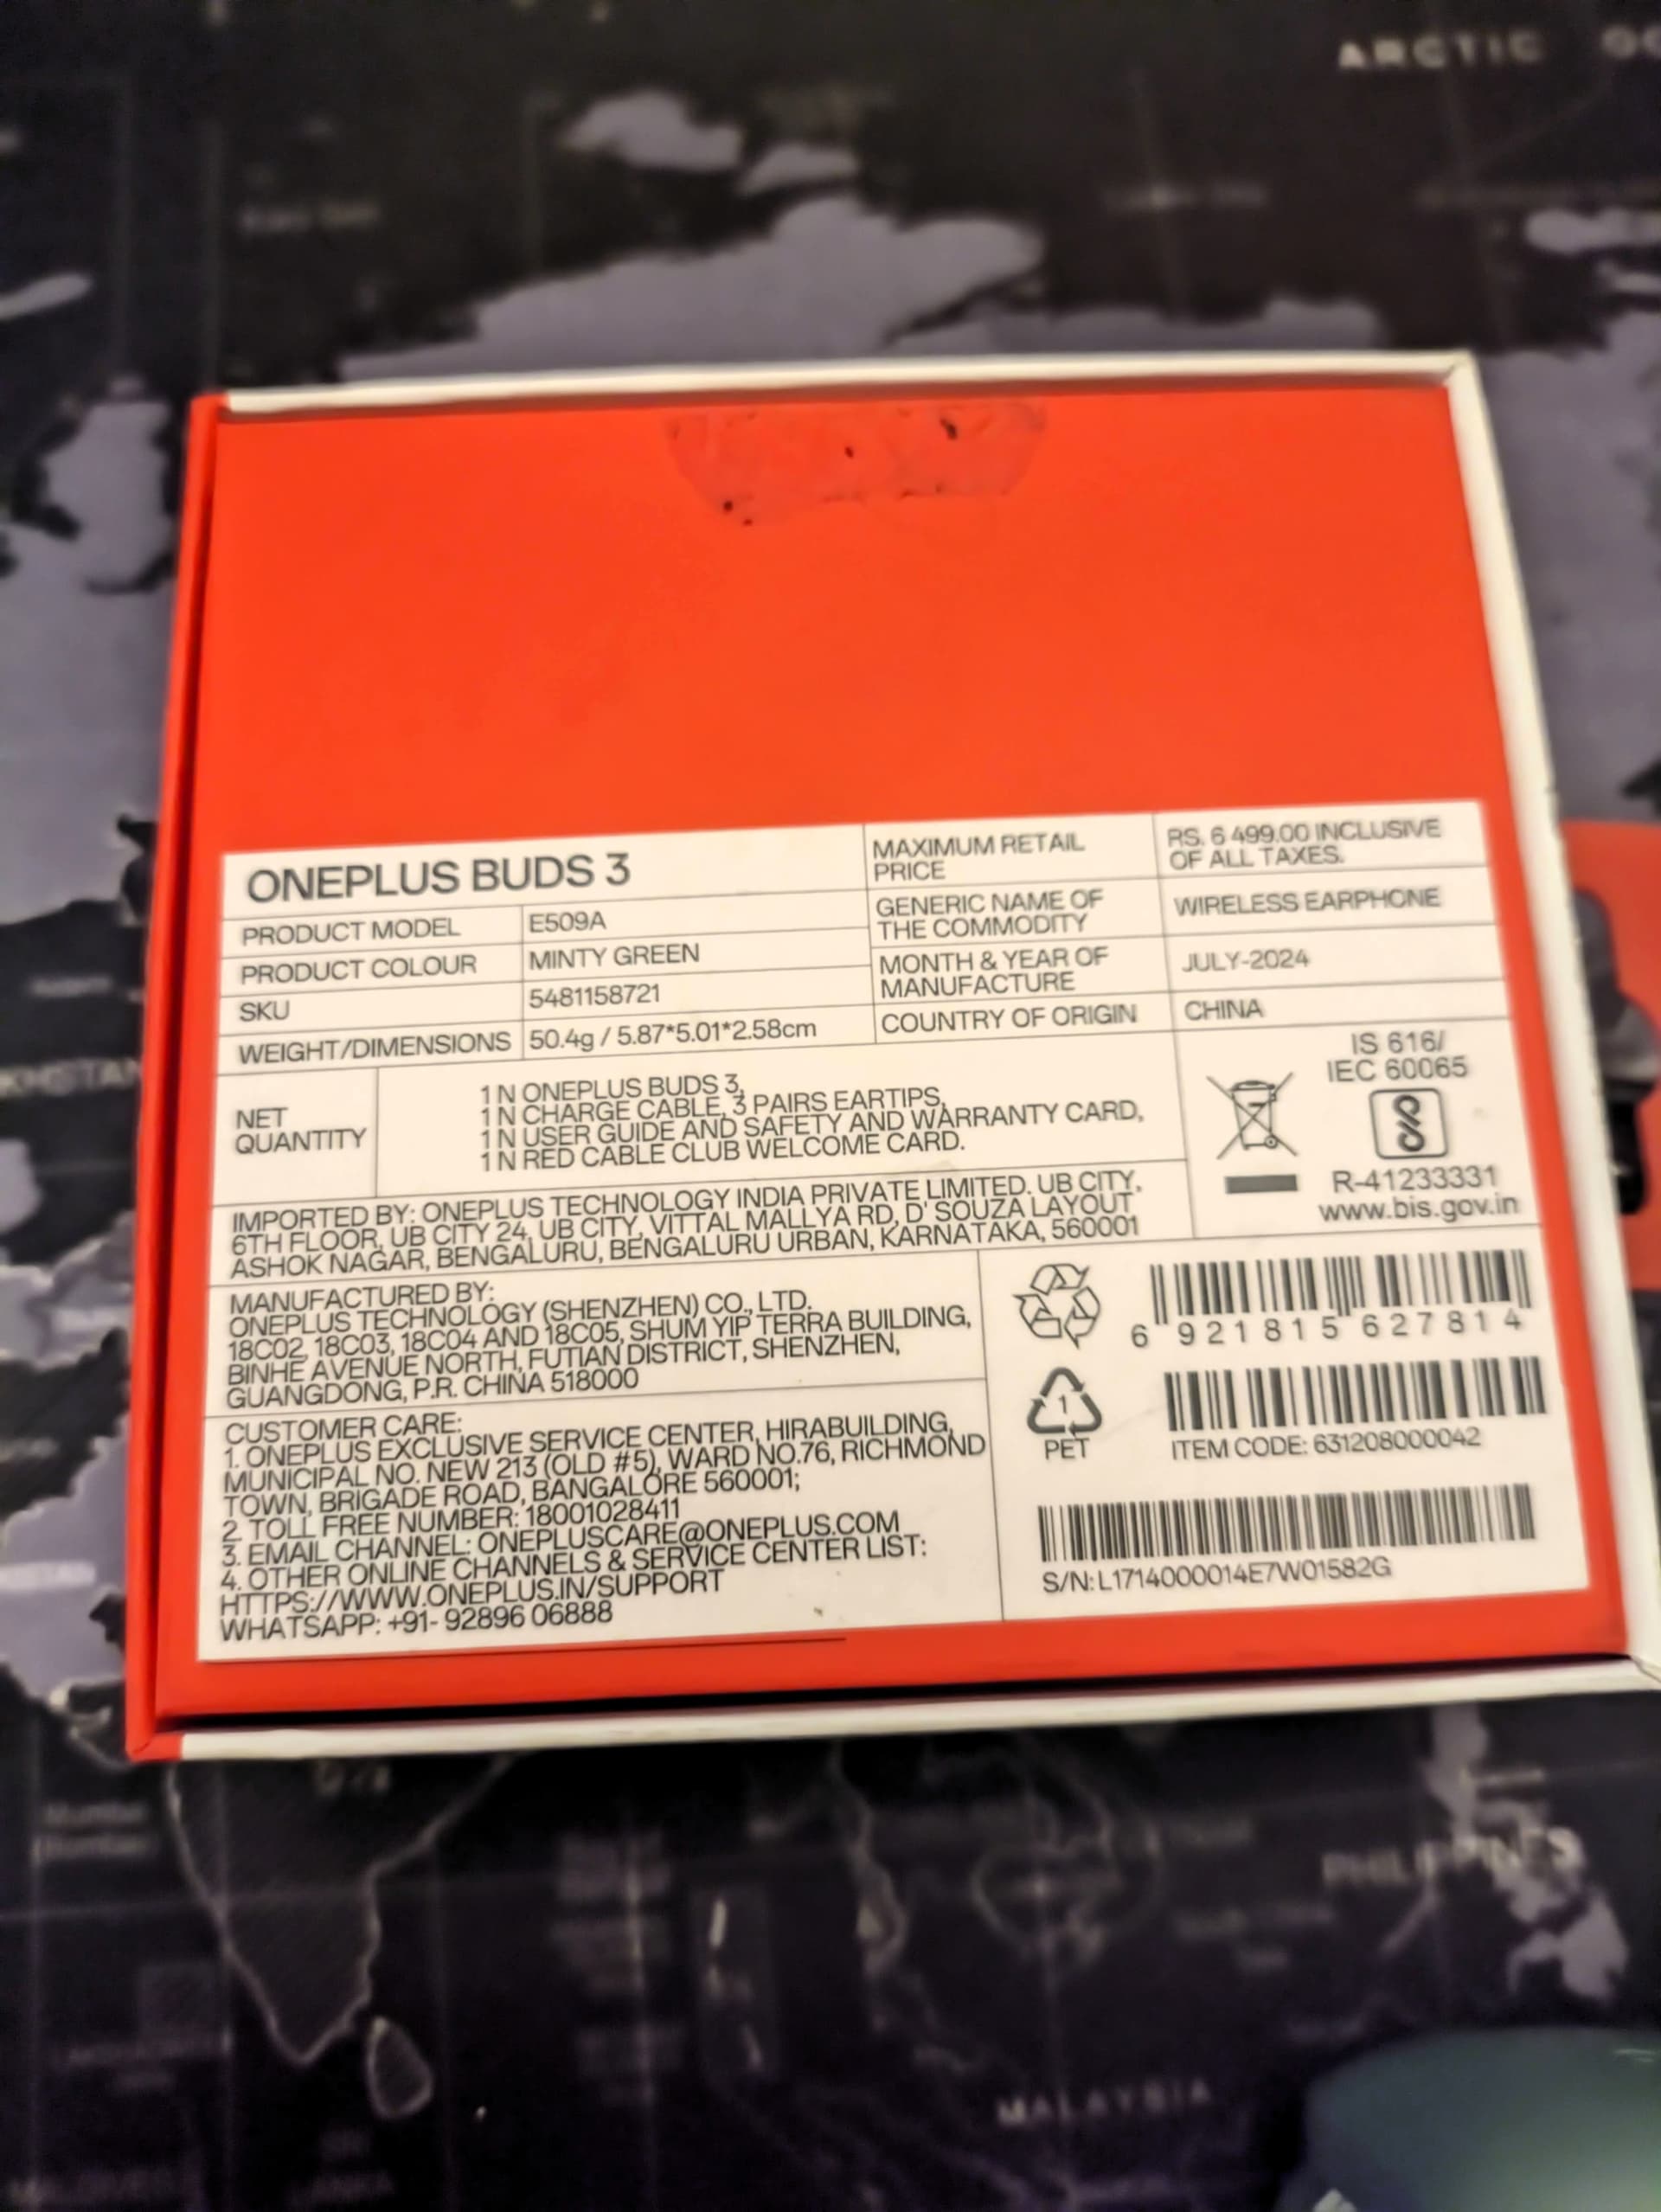 ARCTIC
ONEPLUS BUDS 3
PRODUCT MODEL E509A
PRODUCT COLOUR MINTY GREEN
SKU 5481158721
WEIGHT/DIMENSIONS 50.4g / 5.87*5.01*2.58cm
MAXIMUM RETAIL
PRICE
RS. 6 499.00 INCLUSIVE
OF ALL TAXES.
GENERIC NAME OF
THE COMMODITY
WIRELESS EARPHONE
MONTH & YEAR OF
MANUFACTURE
JULY-2024
COUNTRY OF ORIGIN CHINA
NET
QUANTITY
1 N ONEPLUS BUDS 3,
1 N CHARGE CABLE, 3 PAIRS EARTIPS,
1 N USER GUIDE AND SAFETY AND WARRANTY CARD,
1 N RED CABLE CLUB WELCOME CARD.
IS 616/
IEC 60065
R-41233331
www.bis.gov.in
IMPORTED BY: ONEPLUS TECHNOLOGY INDIA PRIVATE LIMITED. UB CITY,
6TH FLOOR, UB CITY 24, UB CITY, VITTAL MALLYA RD, D' SOUZA LAYOUT
ASHOK NAGAR, BENGALURU, BENGALURU URBAN, KARNATAKA, 560001
MANUFACTURED BY:
ONEPLUS TECHNOLOGY (SHENZHEN) CO., LTD.
18C02, 18C03, 18C04 AND 18C05, SHUM YIP TERRA BUILDING,
BINHE AVENUE NORTH, FUTIAN DISTRICT, SHENZHEN,
GUANGDONG, P.R. CHINA 518000
CUSTOMER CARE:
1. ONEPLUS EXCLUSIVE SERVICE CENTER, HIRABUILDING,
MUNICIPAL NO. NEW 213 (OLD #5), WARD NO.76, RICHMOND
TOWN, BRIGADE ROAD, BANGALORE 560001;
2. TOLL FREE NUMBER: 18001028411
3. EMAIL CHANNEL: ONEPLUSCARE@ONEPLUS.COM
4. OTHER ONLINE CHANNELS & SERVICE CENTER LIST:
HTTPS://WWW.ONEPLUS.IN/SUPPORT
WHATSAPP: +91- 92896 06888
6 921815 627814
1
PET
ITEM CODE: 631208000042
S/N: L1714000014E7W01582G
PHILIPPINES
MALAYSIA